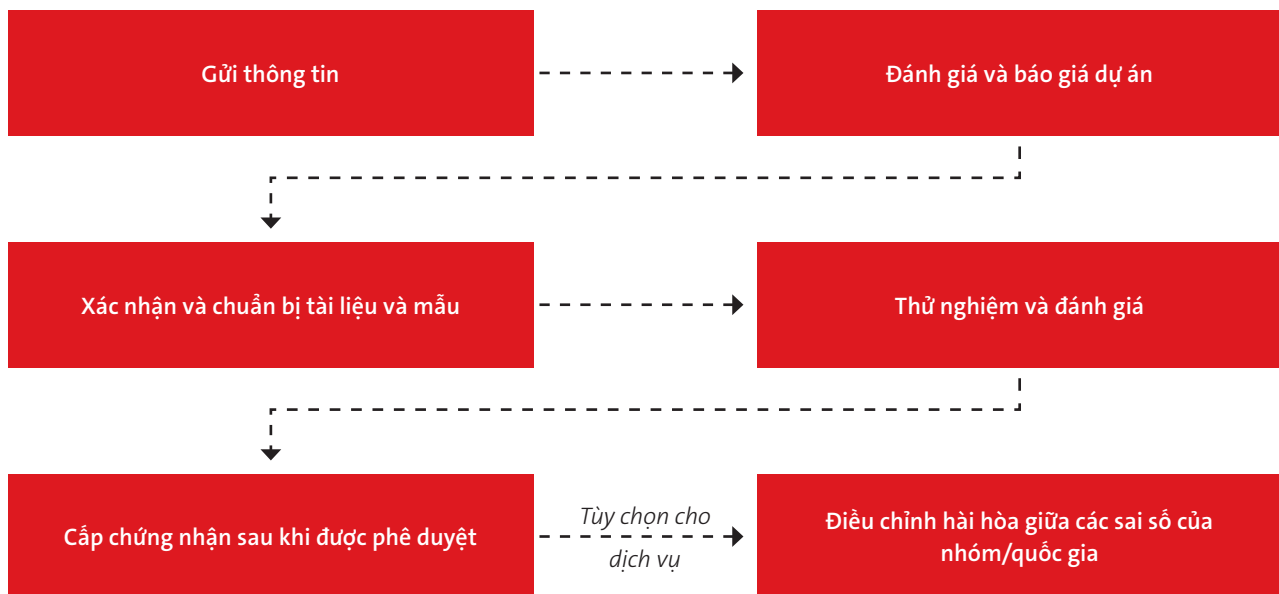 Gửi thông tin
Đánh giá và báo giá dự án
Xác nhận và chuẩn bị tài liệu và mẫu
Thử nghiệm và đánh giá
Cấp chứng nhận sau khi được phê duyệt
Tùy chọn cho
dịch vụ
Điều chỉnh hài hòa giữa các sai số của
nhóm/quốc gia